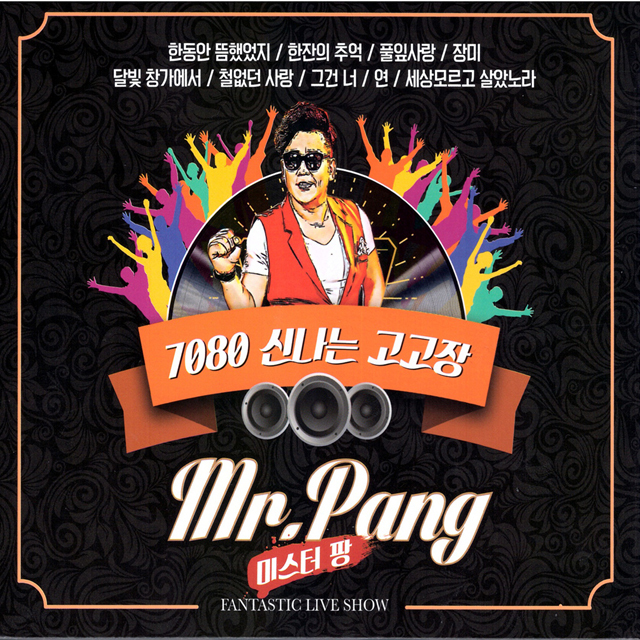 한동안 뜸했었지 / 한잔의 추억 / 풀잎사랑 / 장미
달빛 창가에서 / 철없던 사랑 / 그건 너 / 연 / 세상모르고 살았노라
7080 신나는 고고장
Mr.Pang
미스터 팡
FANTASTIC LIVE SHOW